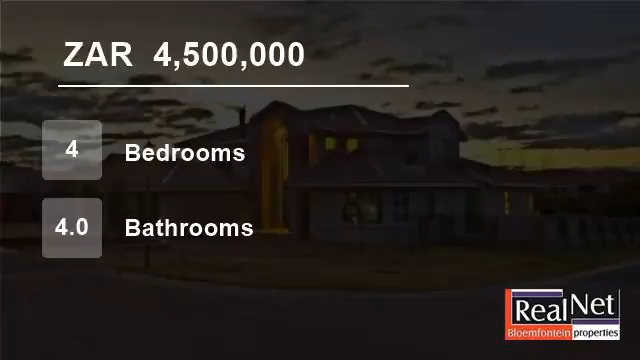 ZAR 4,500,000
4 Bedrooms
4.0 Bathrooms
RealNet
Bloemfontein properties